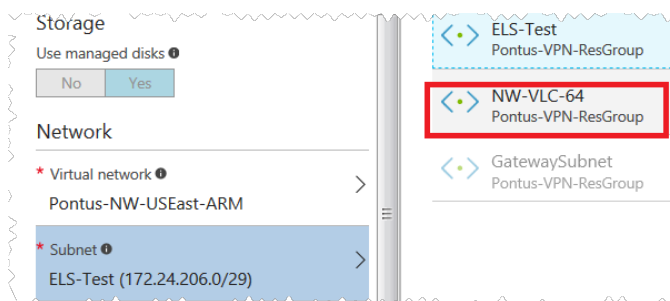 Storage
Use managed disks
No Yes
Network
* Virtual network
Pontus-NW-USEast-ARM
* Subnet
ELS-Test (172.24.206.0/29)
ELS-Test
Pontus-VPN-ResGroup
NW-VLC-64
Pontus-VPN-ResGroup
GatewaySubnet
Pontus-VPN-ResGroup